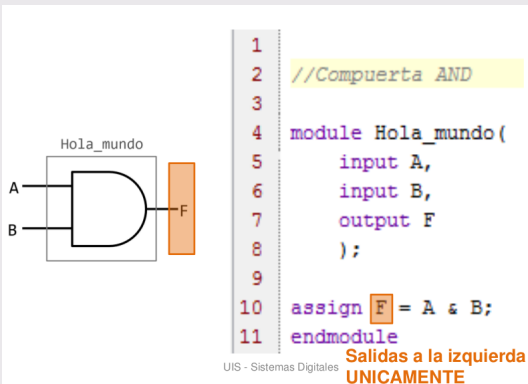 Hola_mundo
A
B
F
1
2 //Compuerta AND
3
4 module Hola_mundo(
5 input A,
6 input B,
7 output F
8 );
9
10 assign F = A & B;
11 endmodule
UIS - Sistemas Digitales
Salidas a la izquierda
UNICAMENTE